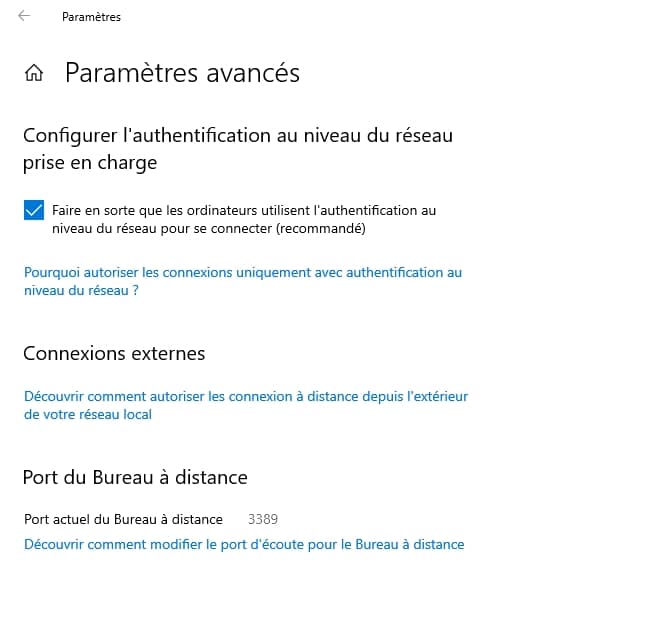 Paramètres
Paramètres avancés
Configurer l'authentification au niveau du réseau
prise en charge
Faire en sorte que les ordinateurs utilisent l'authentification au
niveau du réseau pour se connecter (recommandé)
Pourquoi autoriser les connexions uniquement avec authentification au
niveau du réseau ?
Connexions externes
Découvrir comment autoriser les connexion à distance depuis l'extérieur
de votre réseau local
Port du Bureau à distance
Port actuel du Bureau à distance 3389
Découvrir comment modifier le port d'écoute pour le Bureau à distance